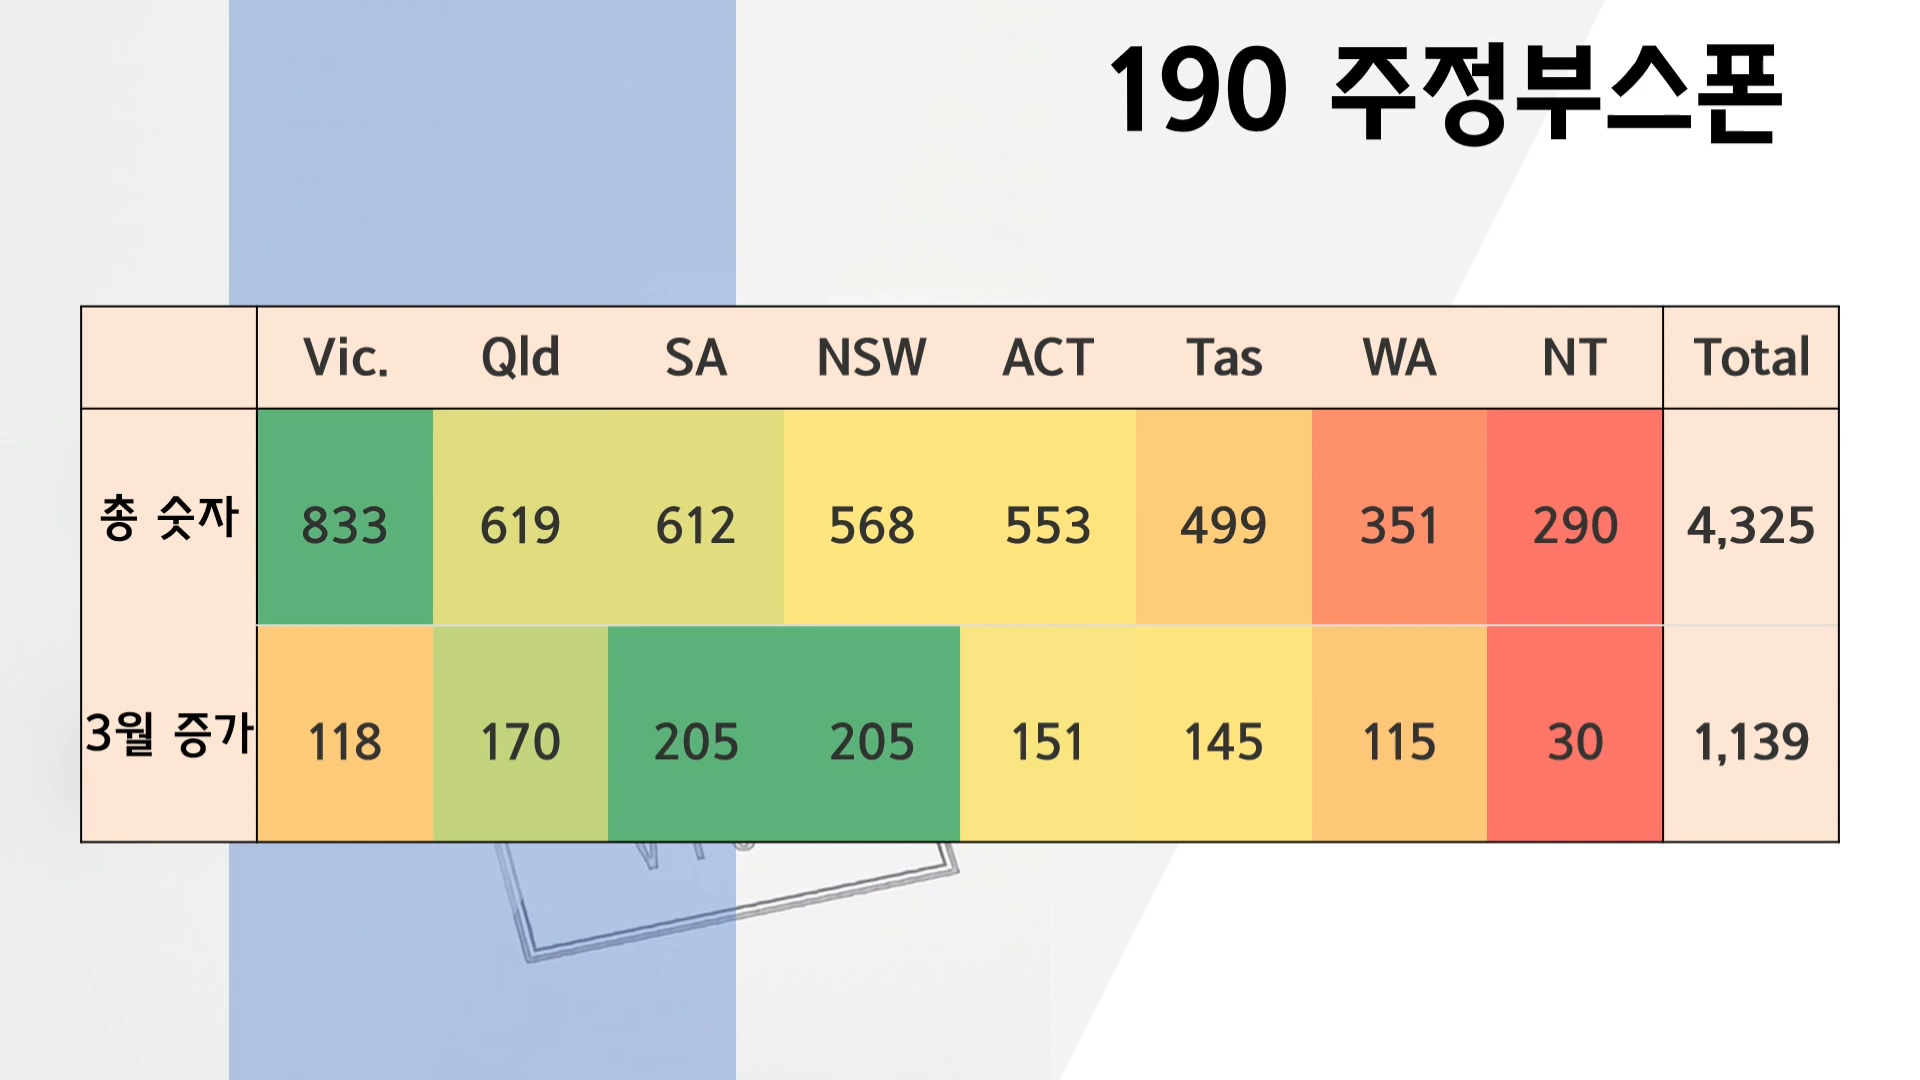 190 주정부스폰
Vic. Qld SA NSW ACT Tas WA NT Total
총 숫자 833 619 612 568 553 499 351 290 4,325
3월 증가 118 170 205 205 151 145 115 30 1,139